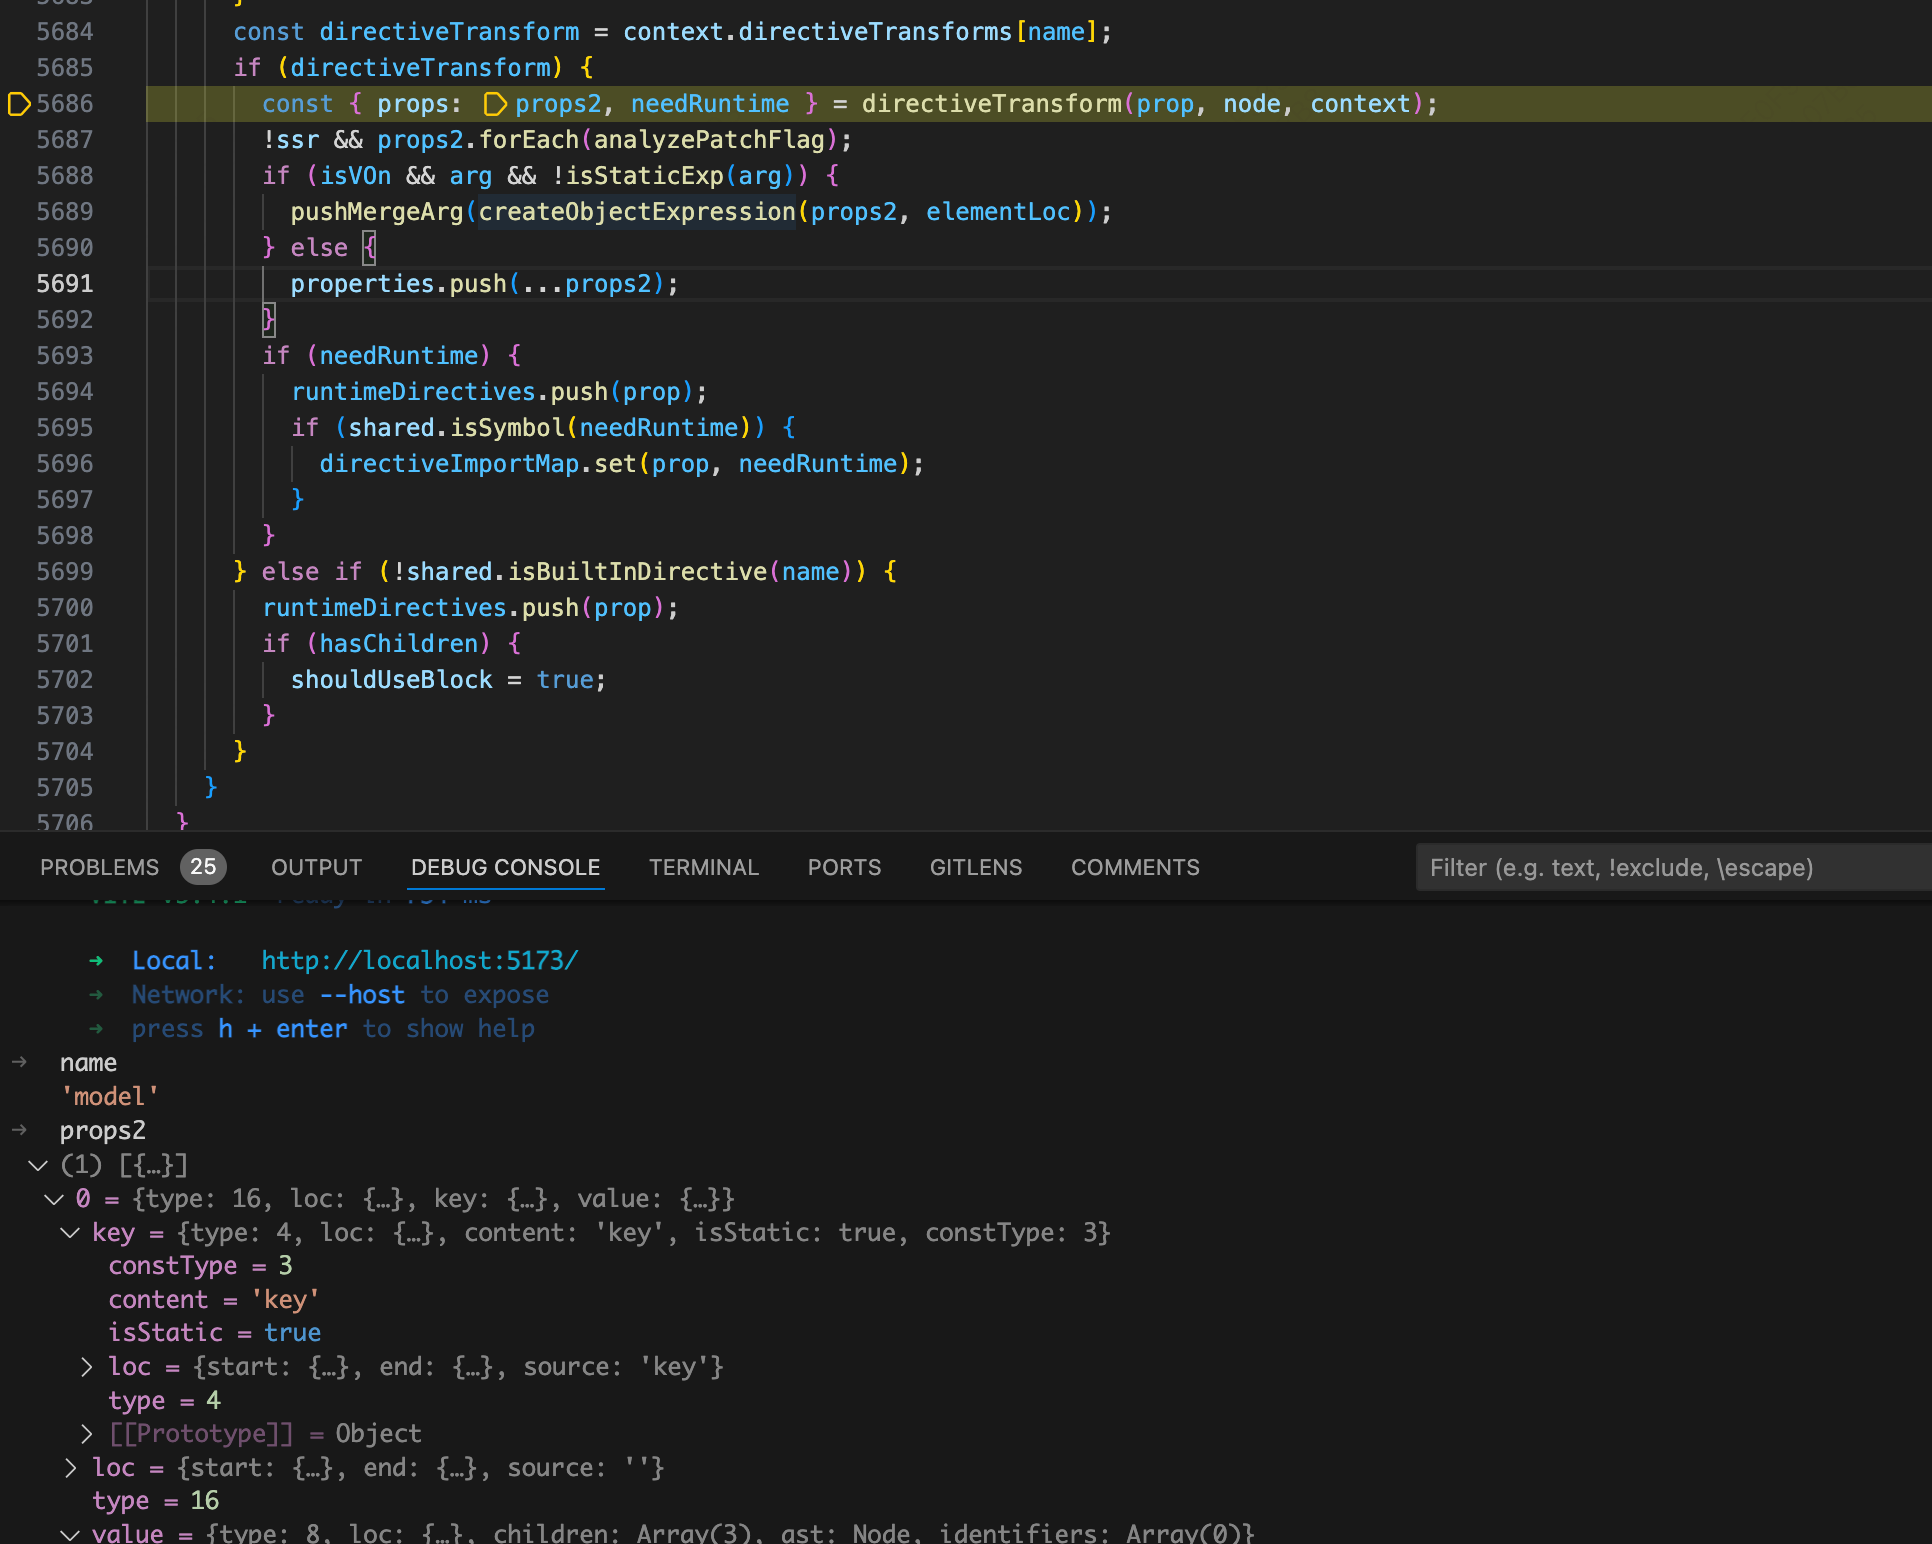 5683 }
5684 const directiveTransform = context.directiveTransforms[name];
5685 if (directiveTransform) {
5686 const { props: props2, needRuntime } = directiveTransform(prop, node, context);
5687 !ssr && props2.forEach(analyzePatchFlag);
5688 if (isVOn && arg && !isStaticExp(arg)) {
5689 pushMergeArg(createObjectExpression(props2, elementLoc));
5690 } else {
5691 properties.push(...props2);
5692 }
5693 if (needRuntime) {
5694 runtimeDirectives.push(prop);
5695 if (shared.isSymbol(needRuntime)) {
5696 directiveImportMap.set(prop, needRuntime);
5697 }
5698 }
5699 } else if (!shared.isBuiltInDirective(name)) {
5700 runtimeDirectives.push(prop);
5701 if (hasChildren) {
5702 shouldUseBlock = true;
5703 }
5704 }
5705 }
5706 }
PROBLEMS 25 OUTPUT DEBUG CONSOLE TERMINAL PORTS GITLENS COMMENTS Filter (e.g. text, !exclude, \escape)
➜ Local: http://localhost:5173/
➜ Network: use --host to expose
➜ press h + enter to show help
→ name
'model'
→ props2
(1) [{…}]
0 = {type: 16, loc: {…}, key: {…}, value: {…}}
key = {type: 4, loc: {…}, content: 'key', isStatic: true, constType: 3}
constType = 3
content = 'key'
isStatic = true
loc = {start: {…}, end: {…}, source: 'key'}
type = 4
[[Prototype]] = Object
loc = {start: {…}, end: {…}, source: ''}
type = 16
value = {type: 8, loc: {…}, children: Array(3), ast: Node, identifiers: Array(0)}